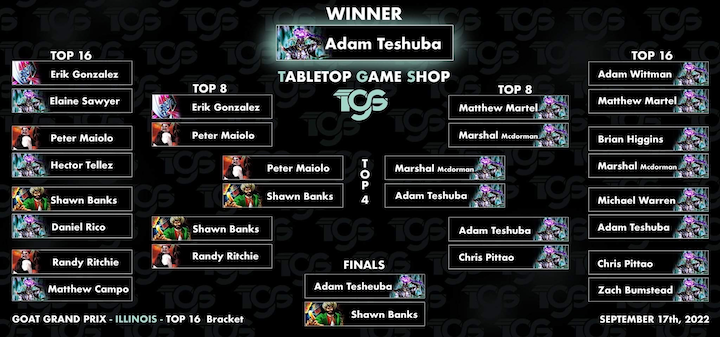 WINNER
Adam Teshuba
TABLETOP GAME SHOP
TGS
TOP 16
Erik Gonzalez
Elaine Sawyer
Peter Maiolo
Hector Tellez
Shawn Banks
Daniel Rico
Randy Ritchie
Matthew Campo
TOP 8
Erik Gonzalez
Peter Maiolo
Shawn Banks
Randy Ritchie
TOP 4
Peter Maiolo
Shawn Banks
Marshal Mcdorman
Adam Teshuba
TOP 8
Matthew Martel
Marshal Mcdorman
Adam Teshuba
Chris Pittao
TOP 16
Adam Wittman
Matthew Martel
Brian Higgins
Marshal Mcdorman
Michael Warren
Adam Teshuba
Chris Pittao
Zach Bumstead
FINALS
Adam Testheuba
Shawn Banks
GOAT GRAND PRIX - ILLINOIS - TOP 16 Bracket
SEPTEMBER 17th, 2022